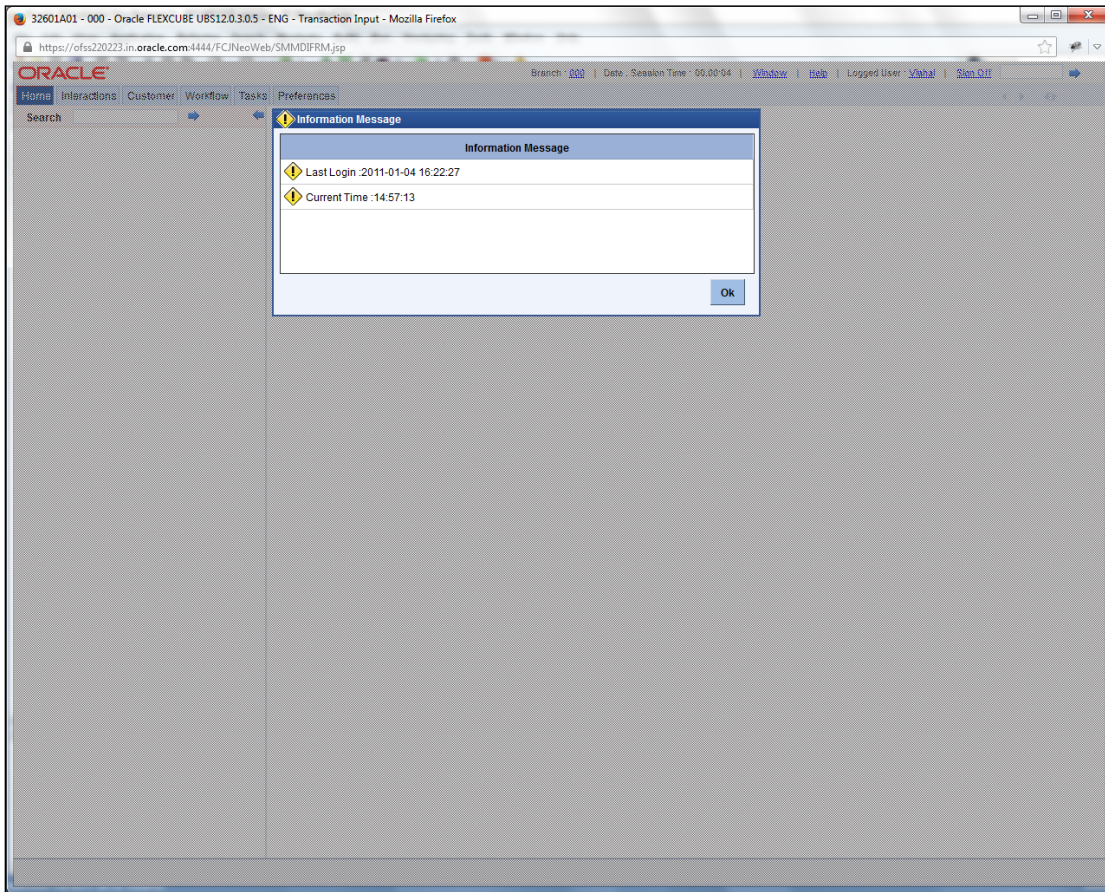 32601A01 - 000 - Oracle FLEXCUBE UBS12.0.3.0.5 - ENG - Transaction Input - Mozilla Firefox
https://ofss220223.in.oracle.com:4444/FCJNeoWeb/SMMDIFRM.jsp
ORACLE Branch : 000 | Date : Session Time : 00:00:04 | Window | Help | Logged User : Vishal | Sign Off
Home Interactions Customer Workflow Tasks Preferences
Search
Information Message
Information Message
Last Login :2011-01-04 16:22:27
Current Time :14:57:13
Ok